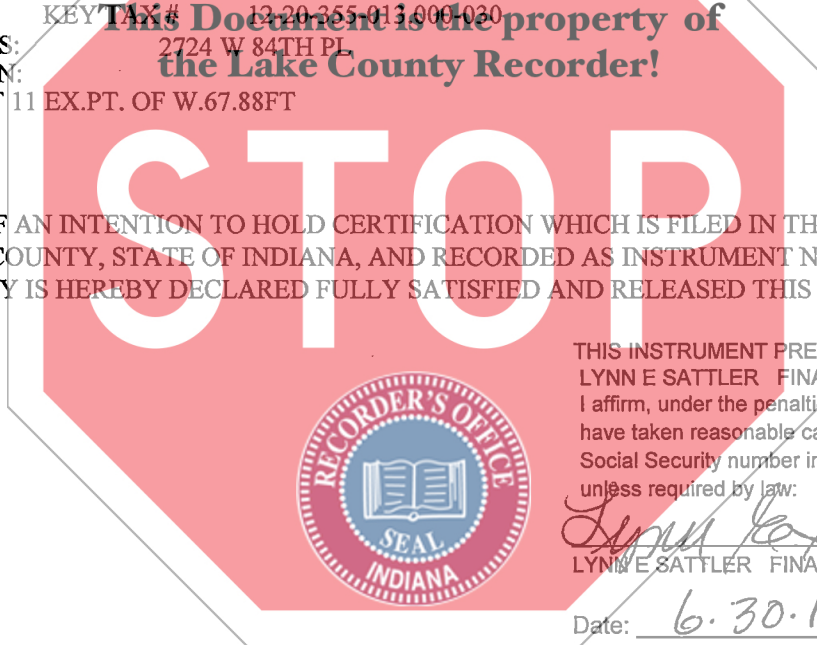 This Document is the property of
KEY TAX # 12-20-355-013.000-030
S: 2724 W 84TH PL
the Lake County Recorder!
N:
T 11 EX.PT. OF W.67.88FT
STOP
F AN INTENTION TO HOLD CERTIFICATION WHICH IS FILED IN TH
COUNTY, STATE OF INDIANA, AND RECORDED AS INSTRUMENT N
Y IS HEREBY DECLARED FULLY SATISFIED AND RELEASED THIS
THIS INSTRUMENT PRE
LYNN E SATTLER FINA
I affirm, under the penalti
have taken reasonable ca
Social Security number in
unless required by law:
Lynn
LYNN E SATTLER FINA
Date: 6.30.1
RECORDER'S OFFICE
SEAL
INDIANA